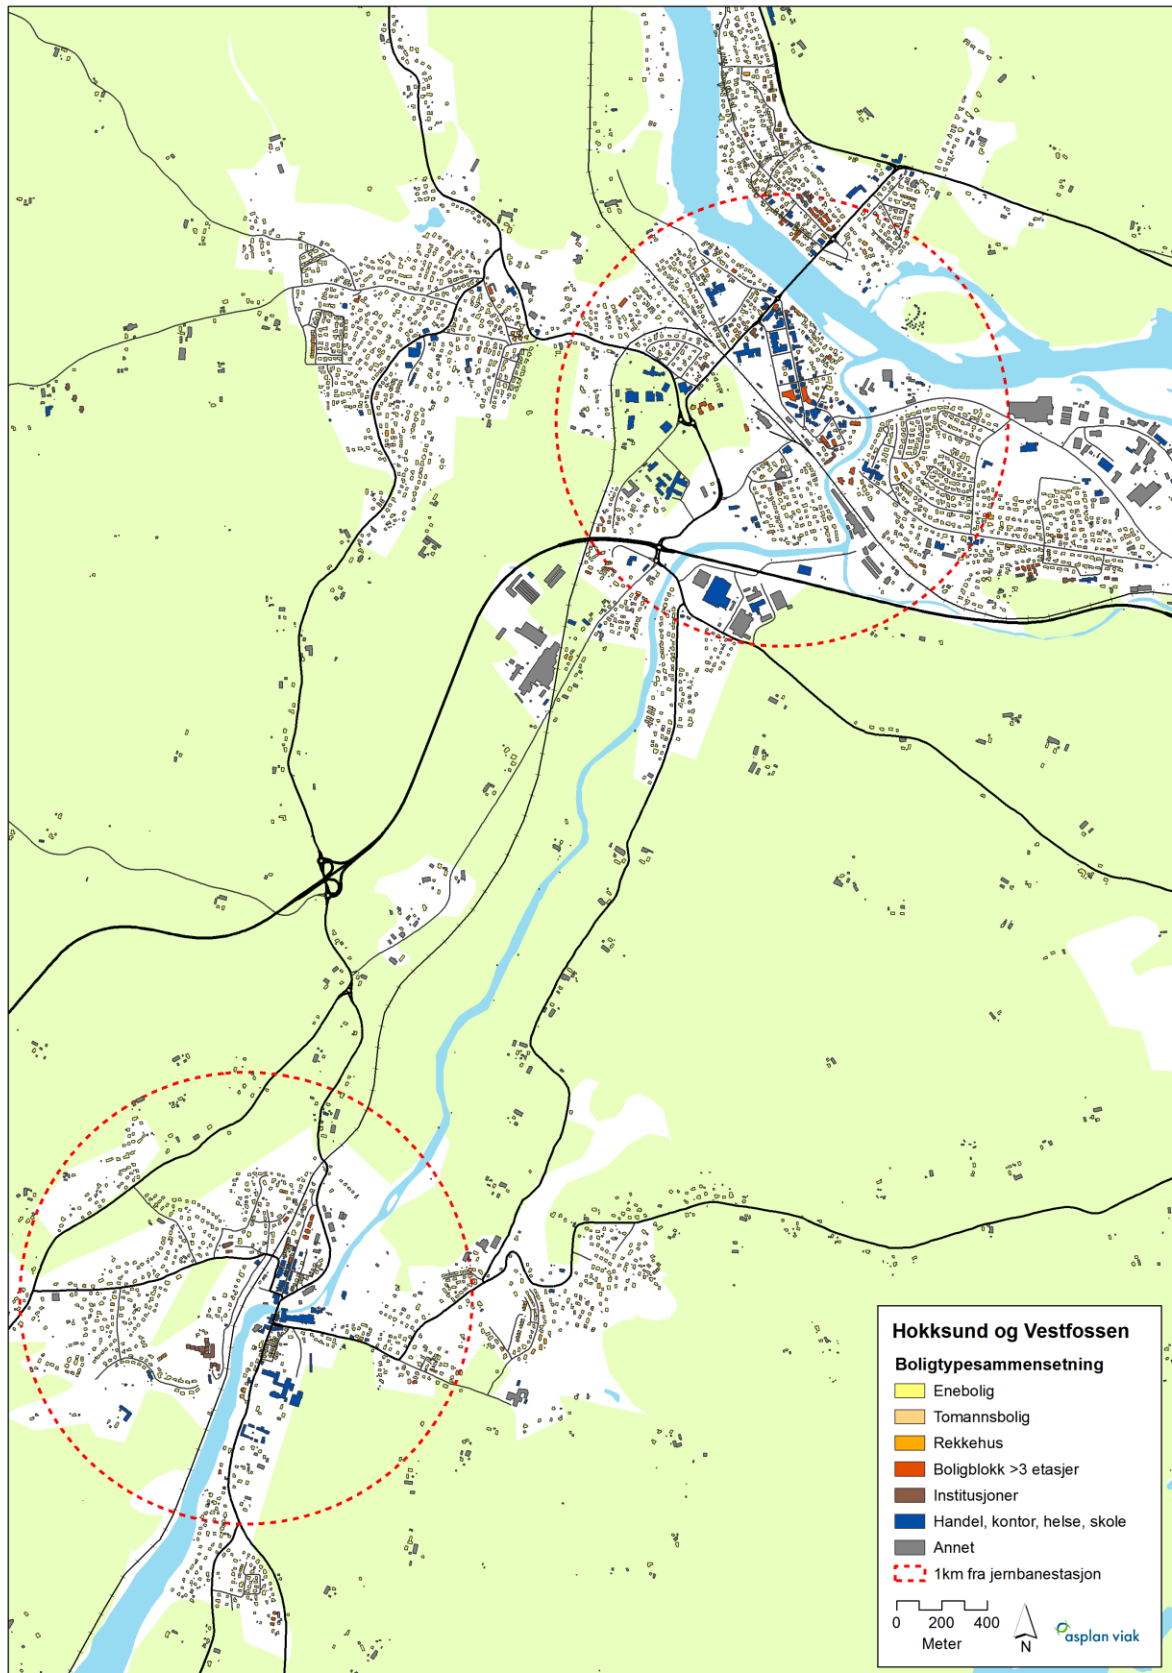 Hokksund og Vestfossen
Boligtypesammensetning
Enebolig
Tomannsbolig
Rekkehus
Boligblokk >3 etasjer
Institusjoner
Handel, kontor, helse, skole
Annet
1km fra jernbanestasjon
0 200 400
Meter
N
asplan viak